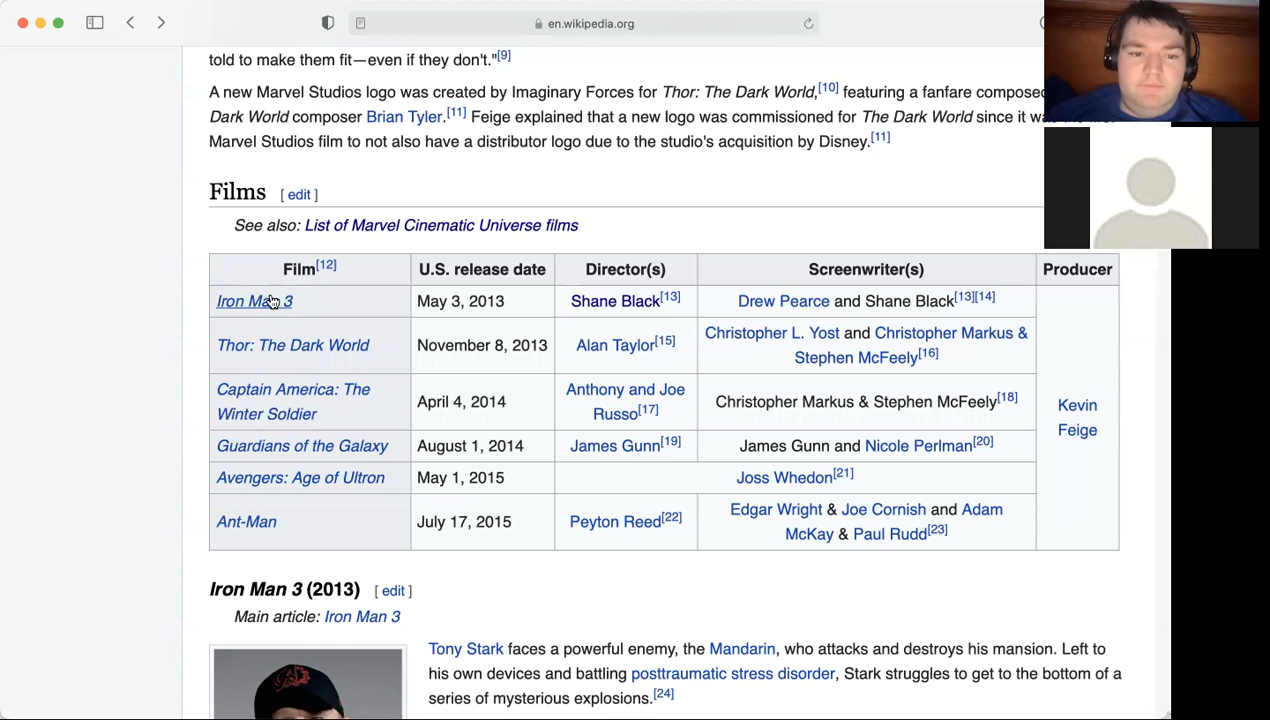 en.wikipedia.org
told to make them fit—even if they don't."[9]
A new Marvel Studios logo was created by Imaginary Forces for Thor: The Dark World,[10] featuring a fanfare composed
Dark World composer Brian Tyler.[11] Feige explained that a new logo was commissioned for The Dark World since it was
Marvel Studios film to not also have a distributor logo due to the studio's acquisition by Disney.[11]
Films [ edit ]
See also: List of Marvel Cinematic Universe films
Film[12] U.S. release date Director(s) Screenwriter(s) Producer
Iron Man 3 May 3, 2013 Shane Black[13] Drew Pearce and Shane Black[13][14]
Thor: The Dark World November 8, 2013 Alan Taylor[15] Christopher L. Yost and Christopher Markus &
Stephen McFeely[16]
Captain America: The
Winter Soldier April 4, 2014 Anthony and Joe
Russo[17] Christopher Markus & Stephen McFeely[18]
Kevin
Feige
Guardians of the Galaxy August 1, 2014 James Gunn[19] James Gunn and Nicole Perlman[20]
Avengers: Age of Ultron May 1, 2015 Joss Whedon[21]
Ant-Man July 17, 2015 Peyton Reed[22] Edgar Wright & Joe Cornish and Adam
McKay & Paul Rudd[23]
Iron Man 3 (2013) [ edit ]
Main article: Iron Man 3
Tony Stark faces a powerful enemy, the Mandarin, who attacks and destroys his mansion. Left to
his own devices and battling posttraumatic stress disorder, Stark struggles to get to the bottom of a
series of mysterious explosions.[24]